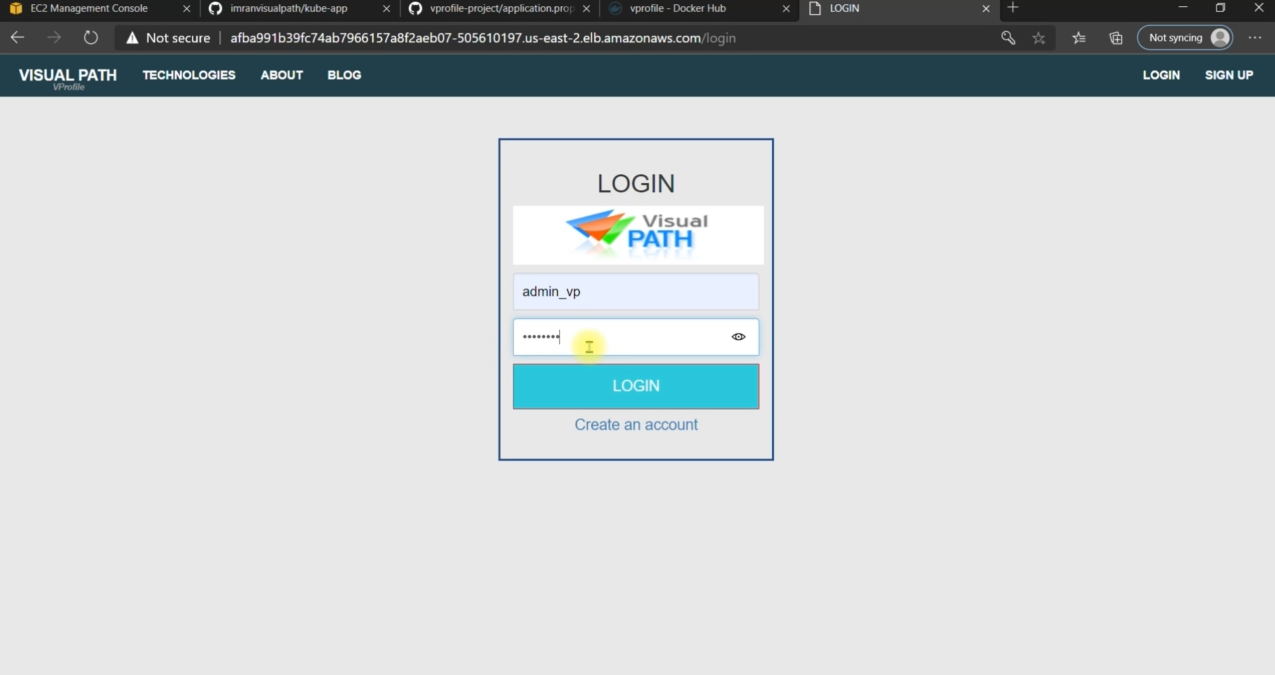 EC2 Management Console
imranvisualpath/kube-app
vprofile-project/application.prop
vprofile - Docker Hub
LOGIN
Not secure
afba991b39fc74ab7966157a8f2aeb07-505610197.us-east-2.elb.amazonaws.com/login
Not syncing
VISUAL PATH
VProfile
TECHNOLOGIES
ABOUT
BLOG
LOGIN
SIGN UP
LOGIN
Visual
PATH
admin_vp
••••••••
LOGIN
Create an account